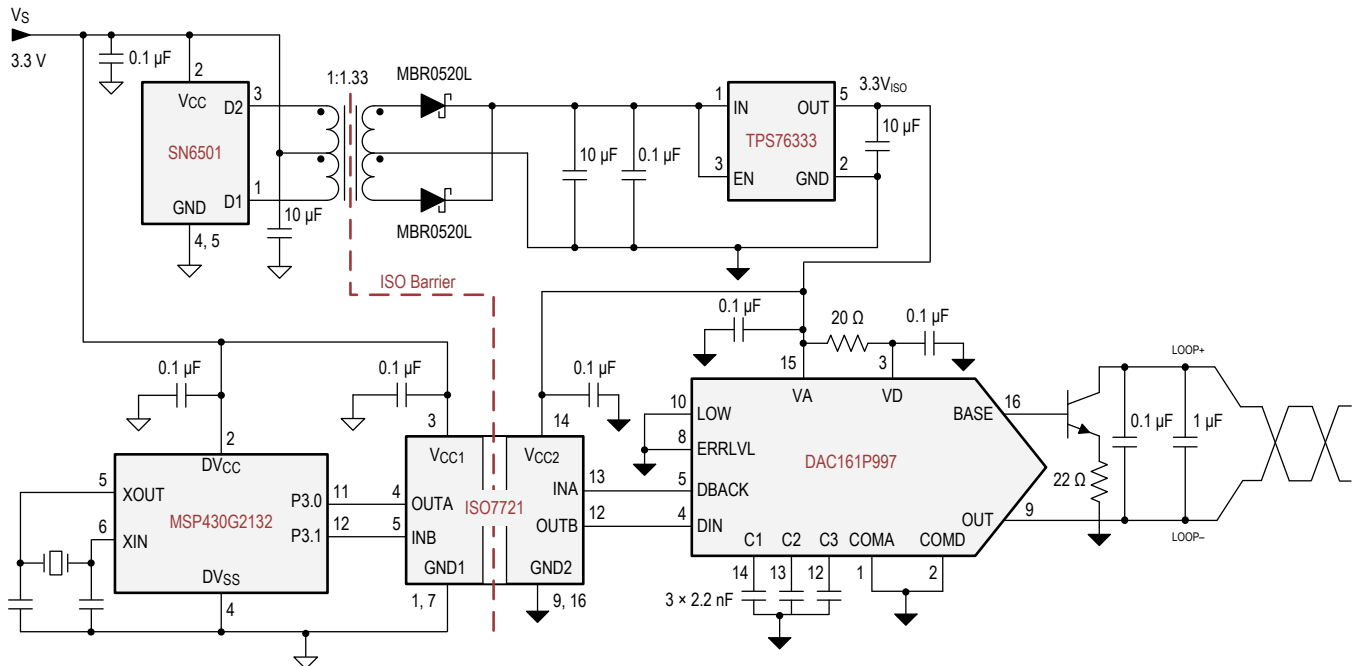 VS
3.3 V
0.1 µF
2
VCC
D2
3
SN6501
D1
1
GND
4, 5
10 µF
1:1.33
MBR0520L
MBR0520L
10 µF
0.1 µF
1
IN
OUT
5
TPS76333
3
EN
GND
2
3.3VISO
10 µF
ISO Barrier
0.1 µF
2
DVCC
5
XOUT
P3.0
11
MSP430G2132
6
XIN
P3.1
12
DVSS
4
0.1 µF
3
VCC1
4
OUTA
5
INB
GND1
1, 7
ISO7721
14
0.1 µF
VCC2
INA
13
OUTB
12
GND2
9, 16
0.1 µF
20 Ω
0.1 µF
15
3
VA
VD
10
LOW
BASE
16
8
ERRLVL
DAC161P997
5
DBACK
4
DIN
OUT
9
C1
C2
C3
COMA
COMD
14
13
12
1
2
3 × 2.2 nF
22 Ω
0.1 µF
1 µF
LOOP+
LOOP–